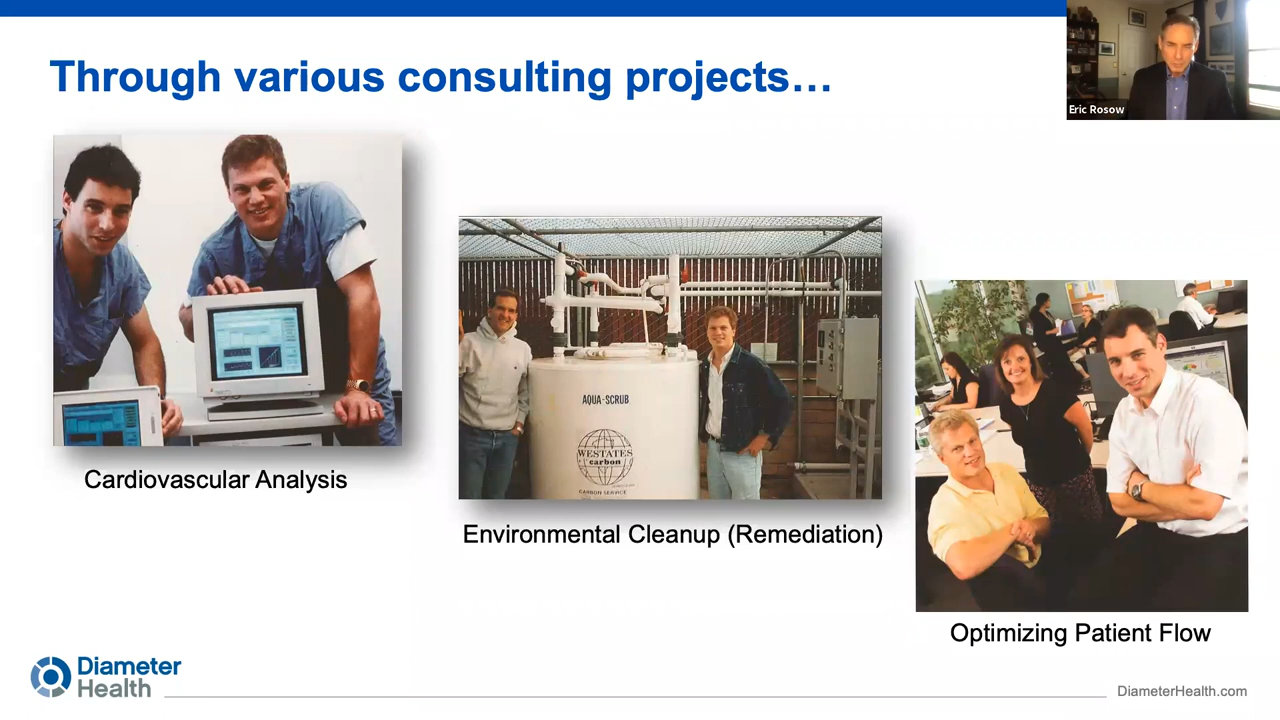 Through various consulting projects…
Eric Rosow
AQUA-SCRUB
WESTATES
carbon
CARBON SERVICE
Cardiovascular Analysis
Environmental Cleanup (Remediation)
Optimizing Patient Flow
Diameter
Health
DiameterHealth.com